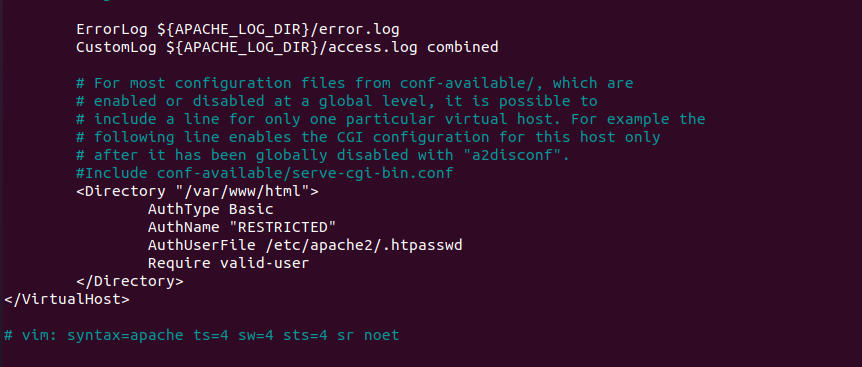 ErrorLog ${APACHE_LOG_DIR}/error.log
CustomLog ${APACHE_LOG_DIR}/access.log combined
# For most configuration files from conf-available/, which are
# enabled or disabled at a global level, it is possible to
# include a line for only one particular virtual host. For example the
# following line enables the CGI configuration for this host only
# after it has been globally disabled with "a2disconf".
#Include conf-available/serve-cgi-bin.conf
<Directory "/var/www/html">
AuthType Basic
AuthName "RESTRICTED"
AuthUserFile /etc/apache2/.htpasswd
Require valid-user
</Directory>
</VirtualHost>
# vim: syntax=apache ts=4 sw=4 sts=4 sr noet